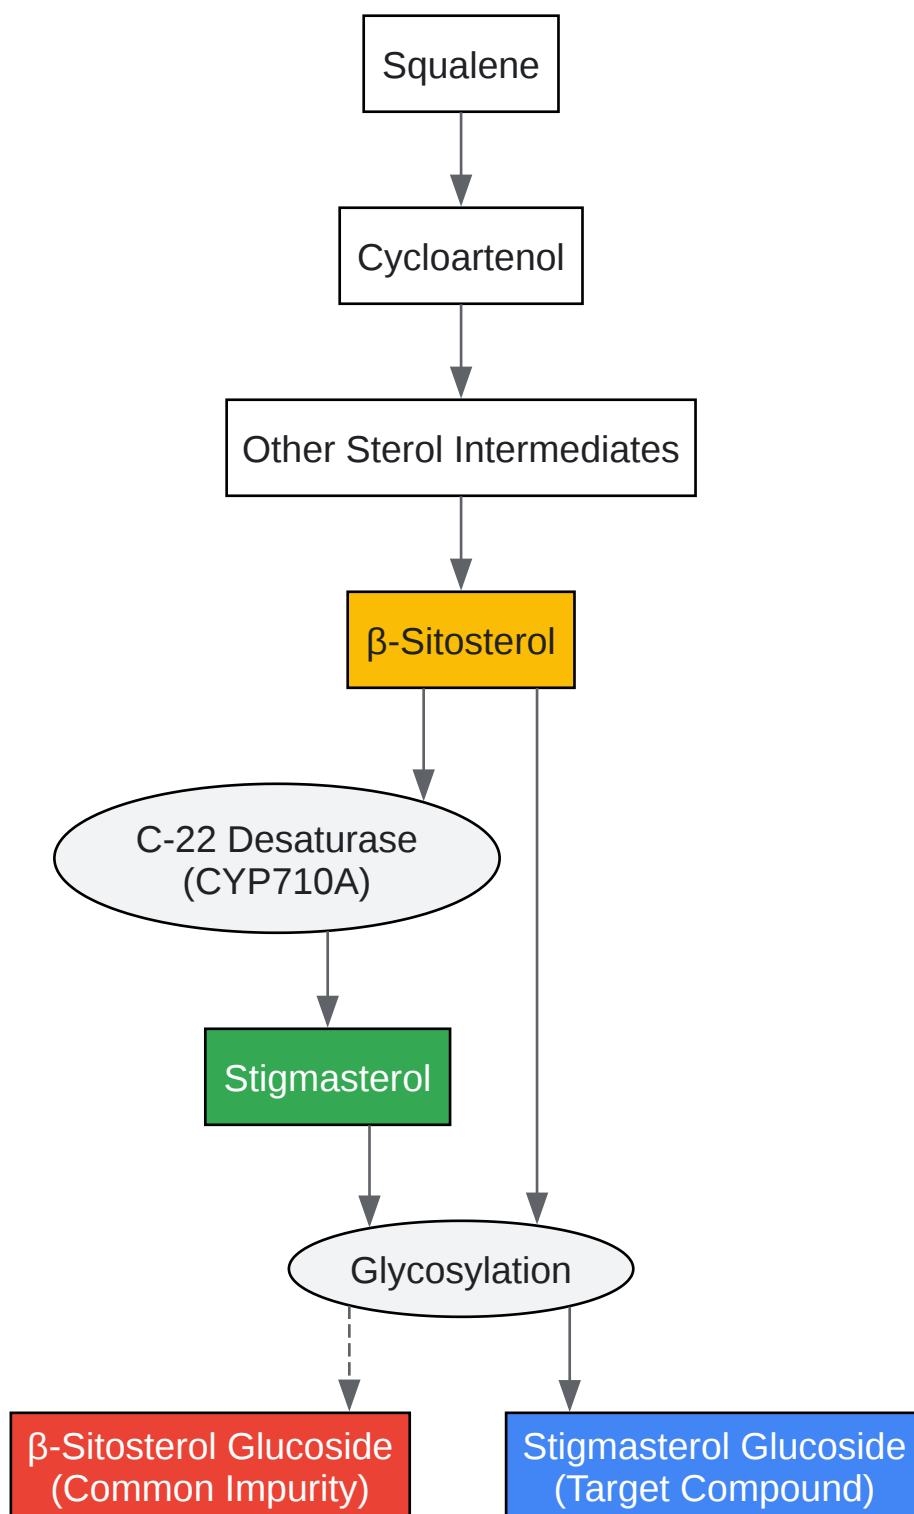 Squalene
Cycloartenol
Other Sterol Intermediates
β-Sitosterol
C-22 Desaturase
(CYP710A)
Stigmasterol
Glycosylation
β-Sitosterol Glucoside
(Common Impurity)
Stigmasterol Glucoside
(Target Compound)